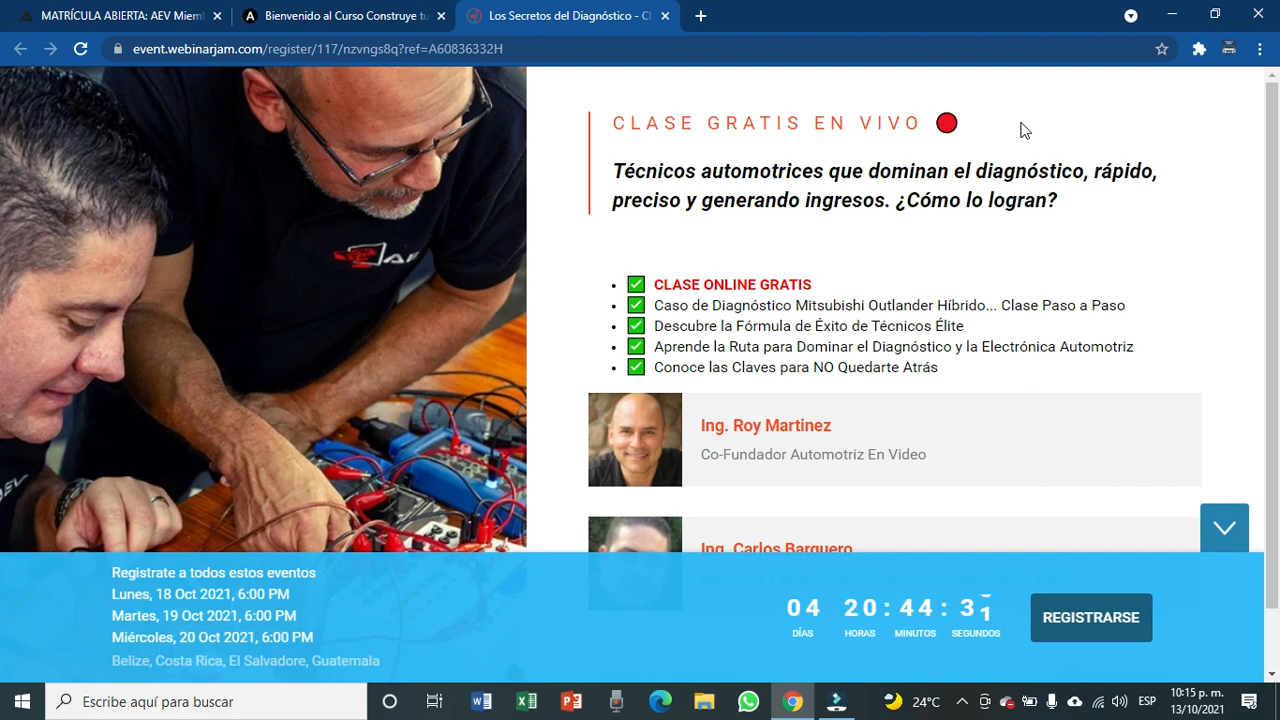 MATRÍCULA ABIERTA: AEV Miemb
Bienvenido al Curso Construye tu
Los Secretos del Diagnóstico - Cl
event.webinarjam.com/register/117/nzvngs8q?ref=A60836332H
CLASE GRATIS EN VIVO
Técnicos automotrices que dominan el diagnóstico, rápido,
preciso y generando ingresos. ¿Cómo lo logran?
CLASE ONLINE GRATIS
Caso de Diagnóstico Mitsubishi Outlander Híbrido... Clase Paso a Paso
Descubre la Fórmula de Éxito de Técnicos Élite
Aprende la Ruta para Dominar el Diagnóstico y la Electrónica Automotriz
Conoce las Claves para NO Quedarte Atrás
Ing. Roy Martinez
Co-Fundador Automotriz En Video
Ing. Carlos Barquero
Registrate a todos estos eventos
Lunes, 18 Oct 2021, 6:00 PM
Martes, 19 Oct 2021, 6:00 PM
Miércoles, 20 Oct 2021, 6:00 PM
Belize, Costa Rica, El Salvador, Guatemala
04 20:44:31
DÍAS HORAS MINUTOS SEGUNDOS
REGISTRARSE
Escribe aquí para buscar
24°C
ESP
10:15 p. m.
13/10/2021